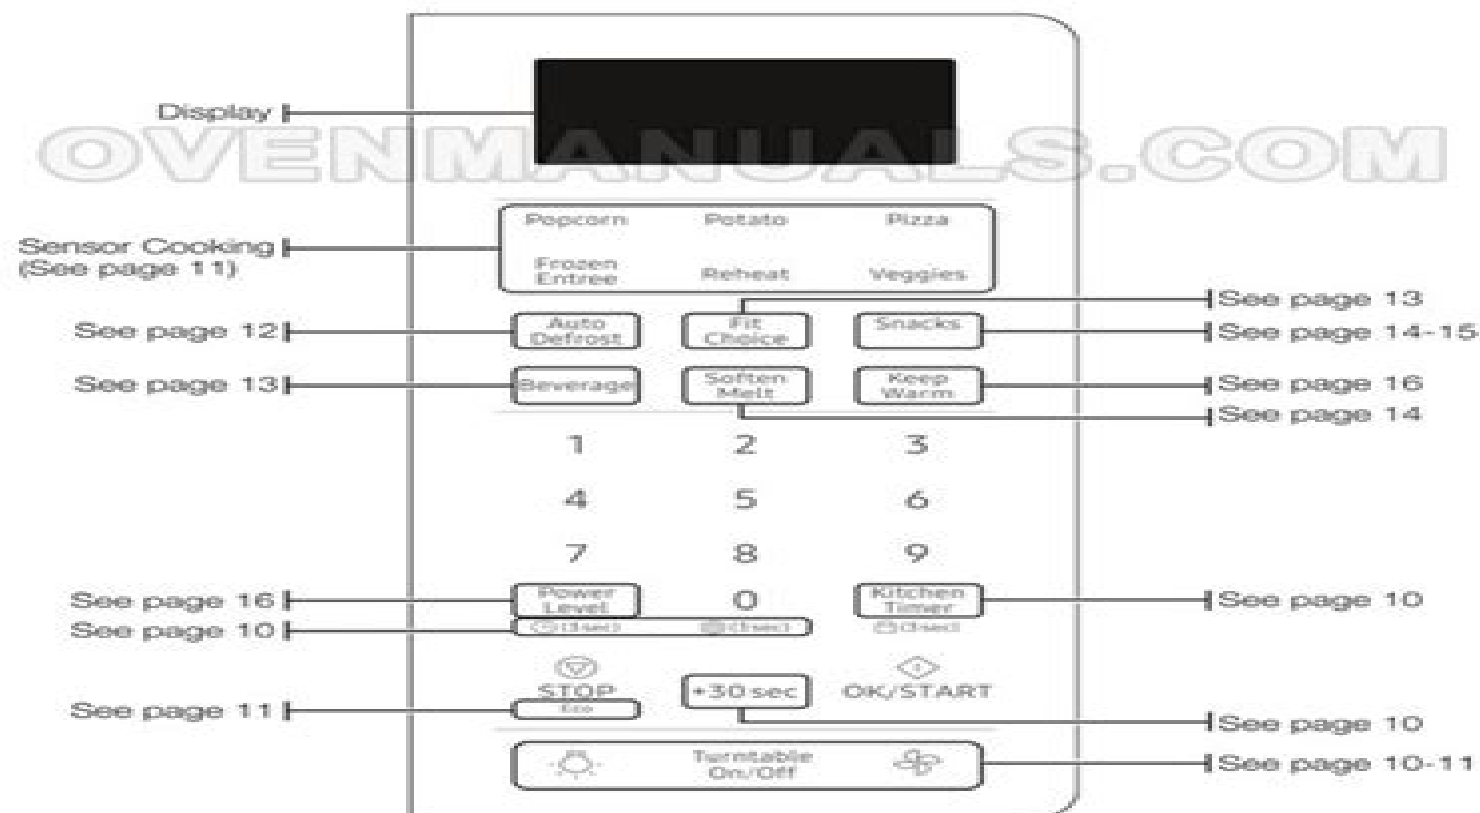 Display
OVENMANUALS.COM
Popcorn Potato Pizza
Sensor Cooking
(See page 11)
Frozen
Entree Reheat Veggies
See page 13
See page 12 Auto
Defrost Fit
Choice Snacks See page 14-15
See page 13 Beverage Soften
Melt Keep
Warm See page 16
See page 14
1 2 3
4 5 6
7 8 9
See page 16 Power
Level 0 Kitchen
Timer See page 10
See page 10 (3sec) (3sec) (3sec)
STOP +30 sec OK/START
See page 11 Eco
See page 10
Turntable
On/Off See page 10-11